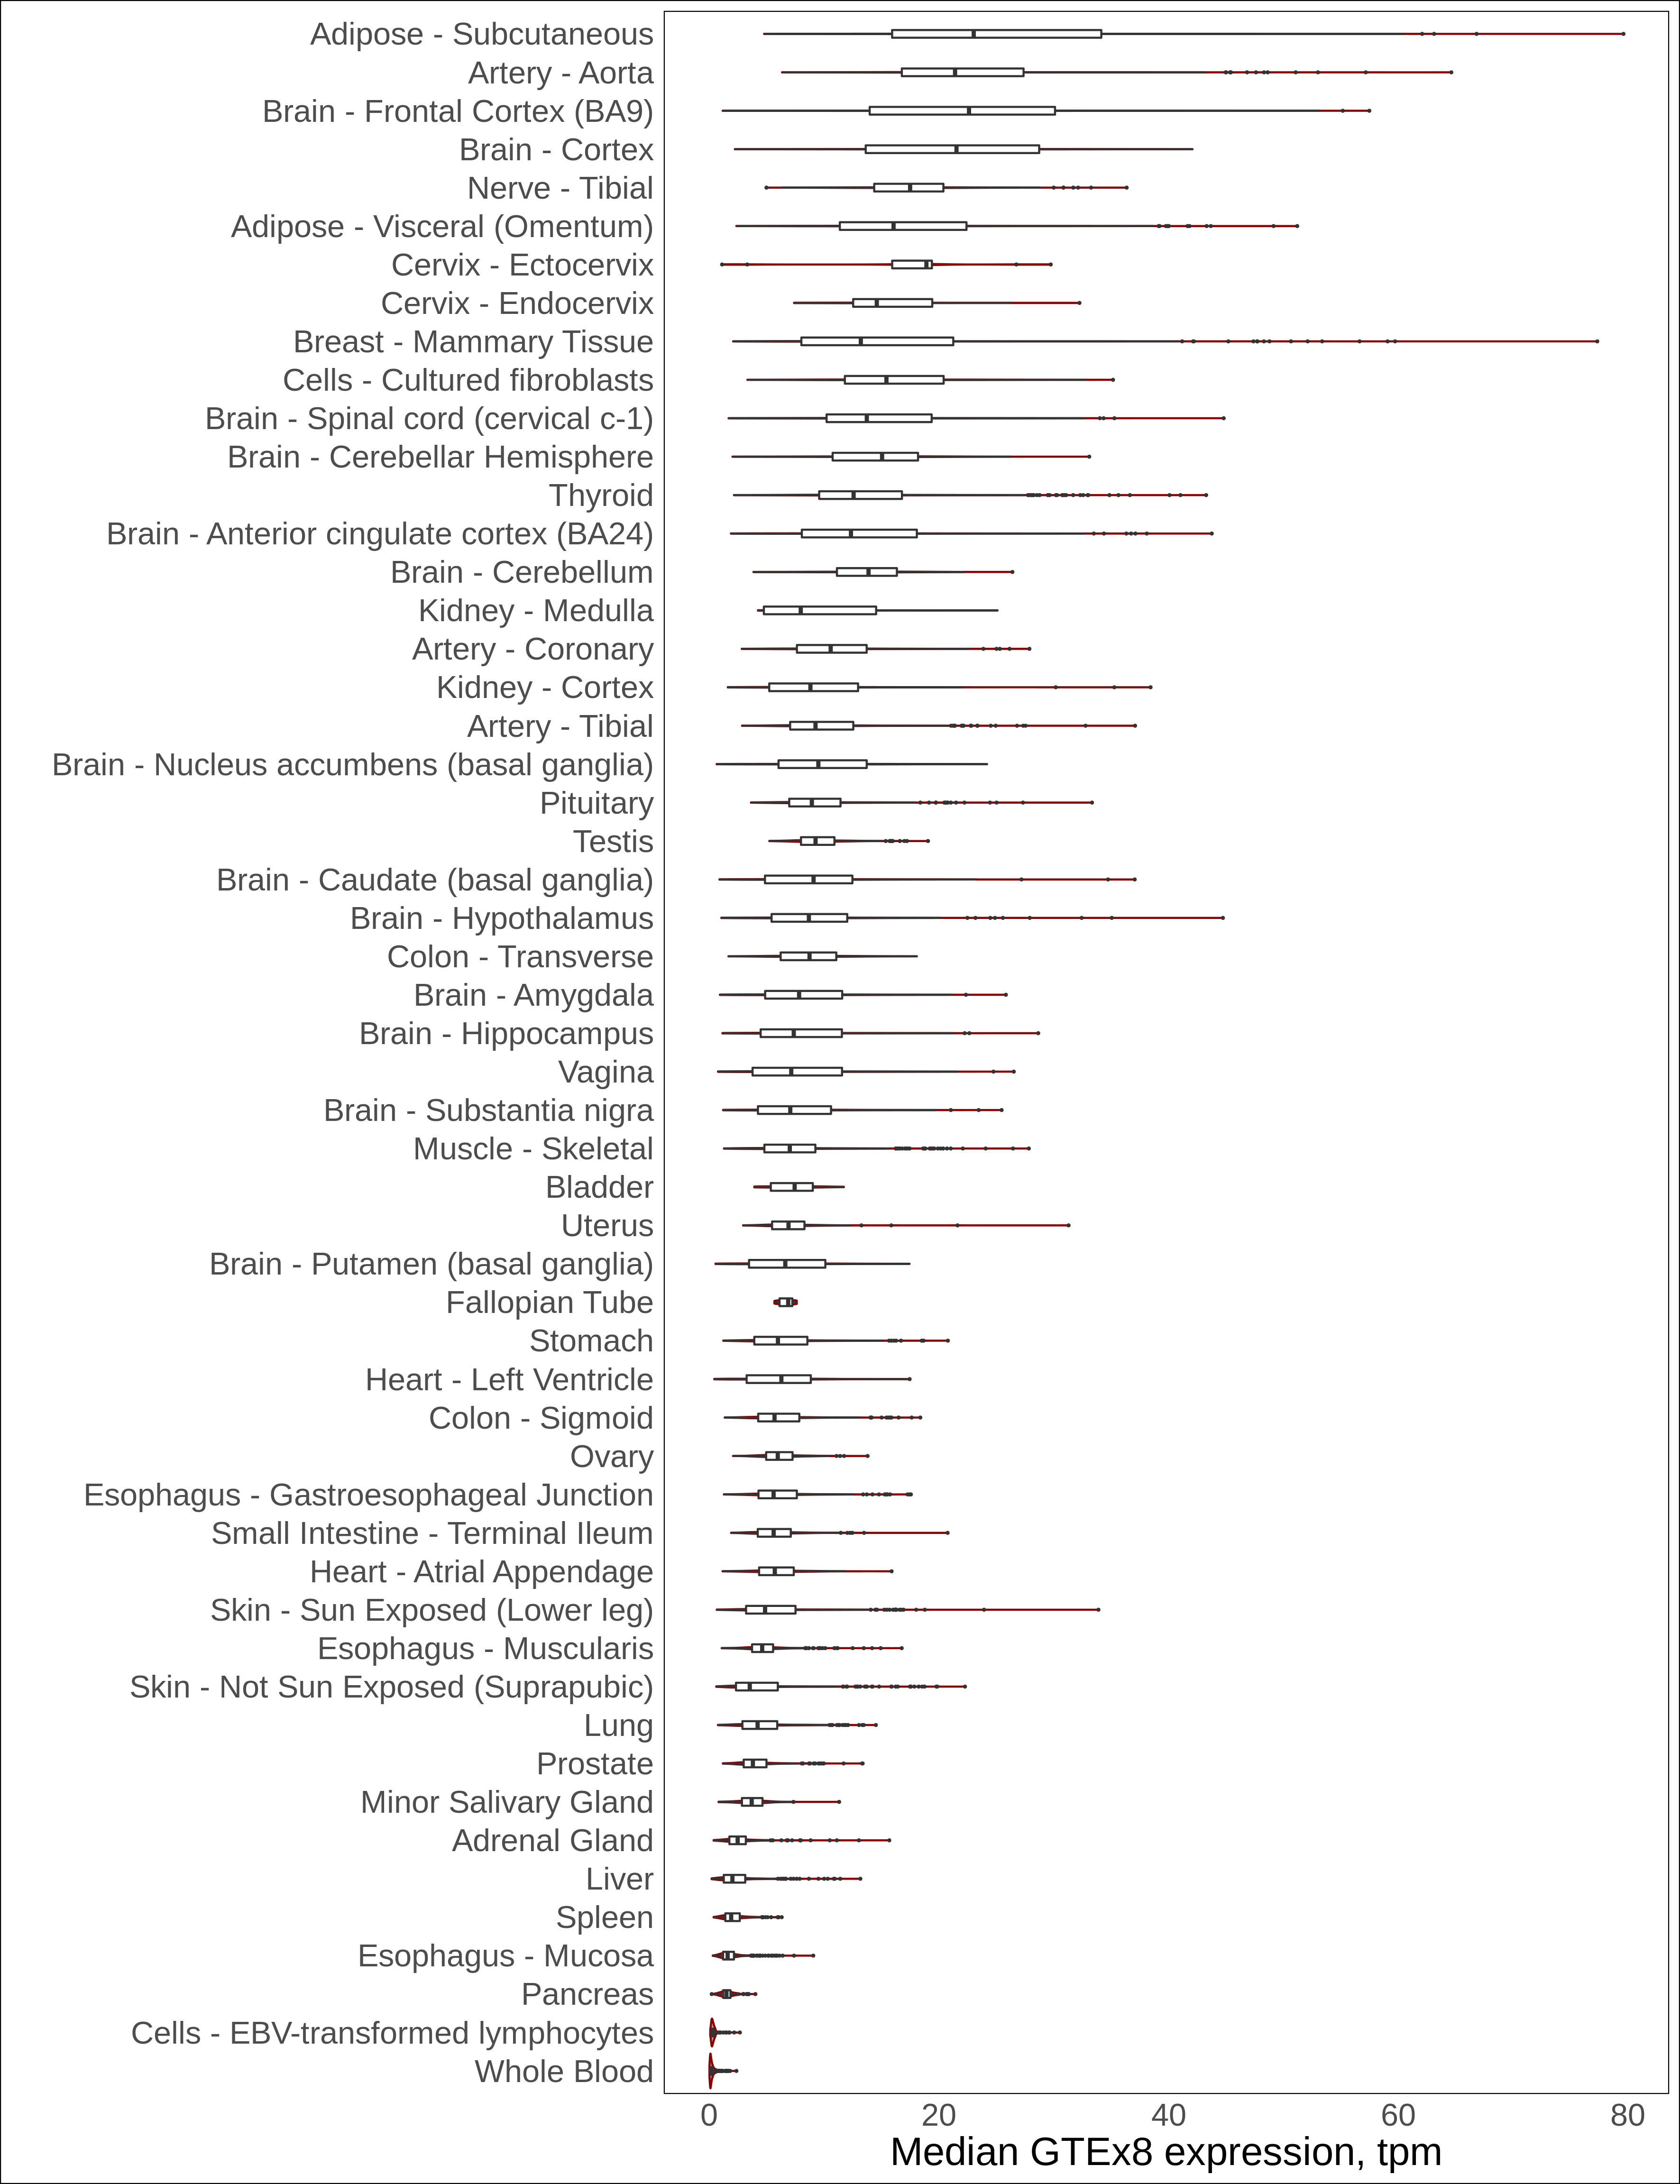 Adipose - Subcutaneous
Artery - Aorta
Brain - Frontal Cortex (BA9)
Brain - Cortex
Nerve - Tibial
Adipose - Visceral (Omentum)
Cervix - Ectocervix
Cervix - Endocervix
Breast - Mammary Tissue
Cells - Cultured fibroblasts
Brain - Spinal cord (cervical c-1)
Brain - Cerebellar Hemisphere
Thyroid
Brain - Anterior cingulate cortex (BA24)
Brain - Cerebellum
Kidney - Medulla
Artery - Coronary
Kidney - Cortex
Artery - Tibial
Brain - Nucleus accumbens (basal ganglia)
Pituitary
Testis
Brain - Caudate (basal ganglia)
Brain - Hypothalamus
Colon - Transverse
Brain - Amygdala
Brain - Hippocampus
Vagina
Brain - Substantia nigra
Muscle - Skeletal
Bladder
Uterus
Brain - Putamen (basal ganglia)
Fallopian Tube
Stomach
Heart - Left Ventricle
Colon - Sigmoid
Ovary
Esophagus - Gastroesophageal Junction
Small Intestine - Terminal Ileum
Heart - Atrial Appendage
Skin - Sun Exposed (Lower leg)
Esophagus - Muscularis
Skin - Not Sun Exposed (Suprapubic)
Lung
Prostate
Minor Salivary Gland
Adrenal Gland
Liver
Spleen
Esophagus - Mucosa
Pancreas
Cells - EBV-transformed lymphocytes
Whole Blood
0 20 40 60 80
Median GTEx8 expression, tpm